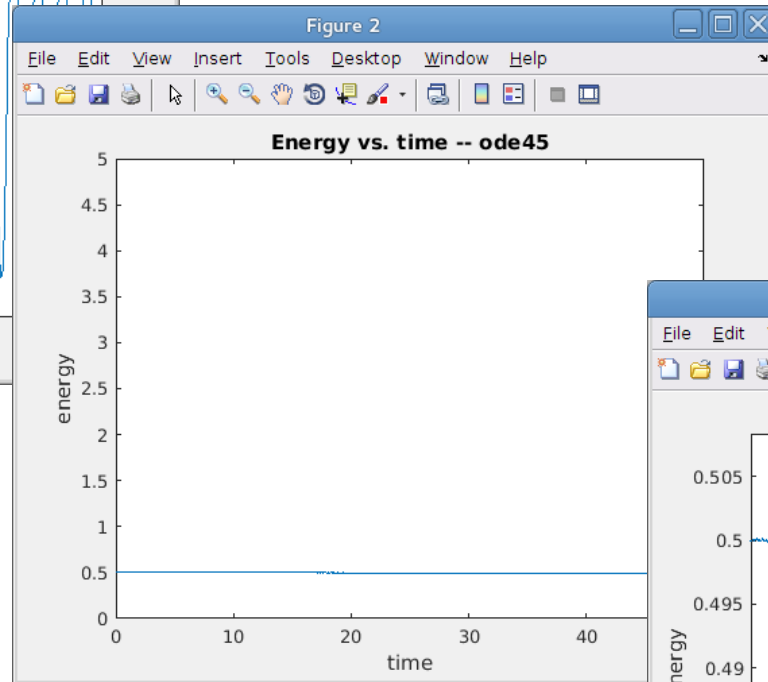 Figure 2
File Edit View Insert Tools Desktop Window Help
Energy vs. time -- ode45
5
4.5
4
3.5
3
2.5
2
1.5
1
0.5
0
energy
0 10 20 30 40
time
File Edit
0.505
0.5
0.495
0.49
nergy